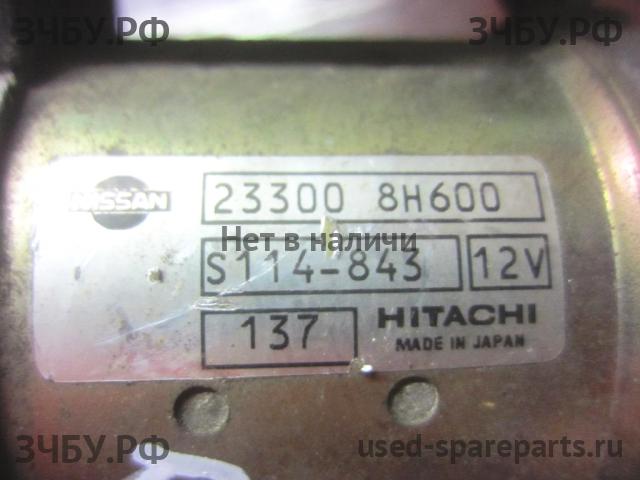 ЗЧБУ.РФ ЗЧБУ.РФ
NISSAN 23300 8H600
Нет в наличи
S114-843 12V
137 HITACHI
MADE IN JAPAN
ЗЧБУ.РФ used-spareparts.ru